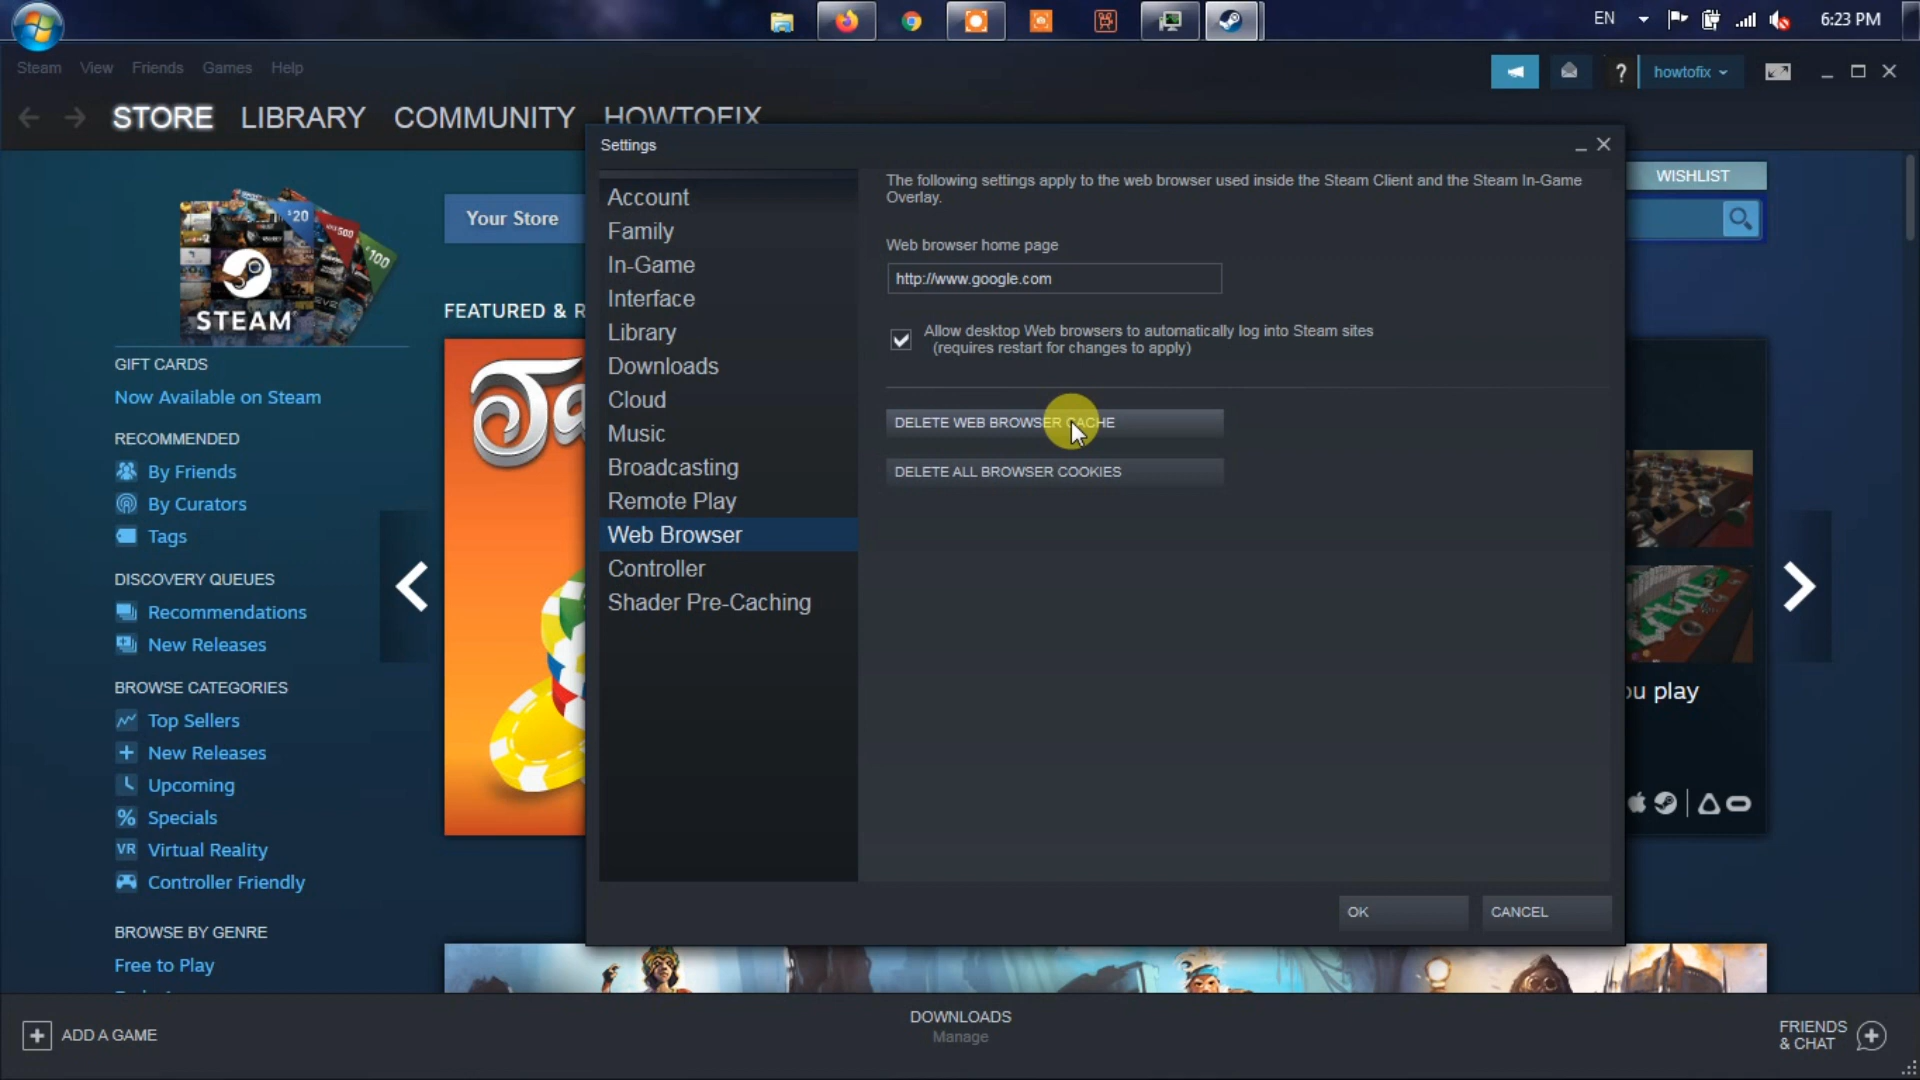 EN
6:23 PM
Steam View Friends Games Help
howtofix
STORE LIBRARY COMMUNITY HOWTOFIX
Settings
Account
Family
In-Game
Interface
Library
Downloads
Cloud
Music
Broadcasting
Remote Play
Web Browser
Controller
Shader Pre-Caching
The following settings apply to the web browser used inside the Steam Client and the Steam In-Game
Overlay.
Web browser home page
http://www.google.com
Allow desktop Web browsers to automatically log into Steam sites
(requires restart for changes to apply)
DELETE WEB BROWSER CACHE
DELETE ALL BROWSER COOKIES
OK
CANCEL
WISHLIST
Your Store
FEATURED & R
$20
$100
STEAM
GIFT CARDS
Now Available on Steam
RECOMMENDED
By Friends
By Curators
Tags
DISCOVERY QUEUES
Recommendations
New Releases
BROWSE CATEGORIES
Top Sellers
New Releases
Upcoming
% Specials
VR Virtual Reality
Controller Friendly
BROWSE BY GENRE
Free to Play
ou play
ADD A GAME
DOWNLOADS
Manage
FRIENDS
& CHAT